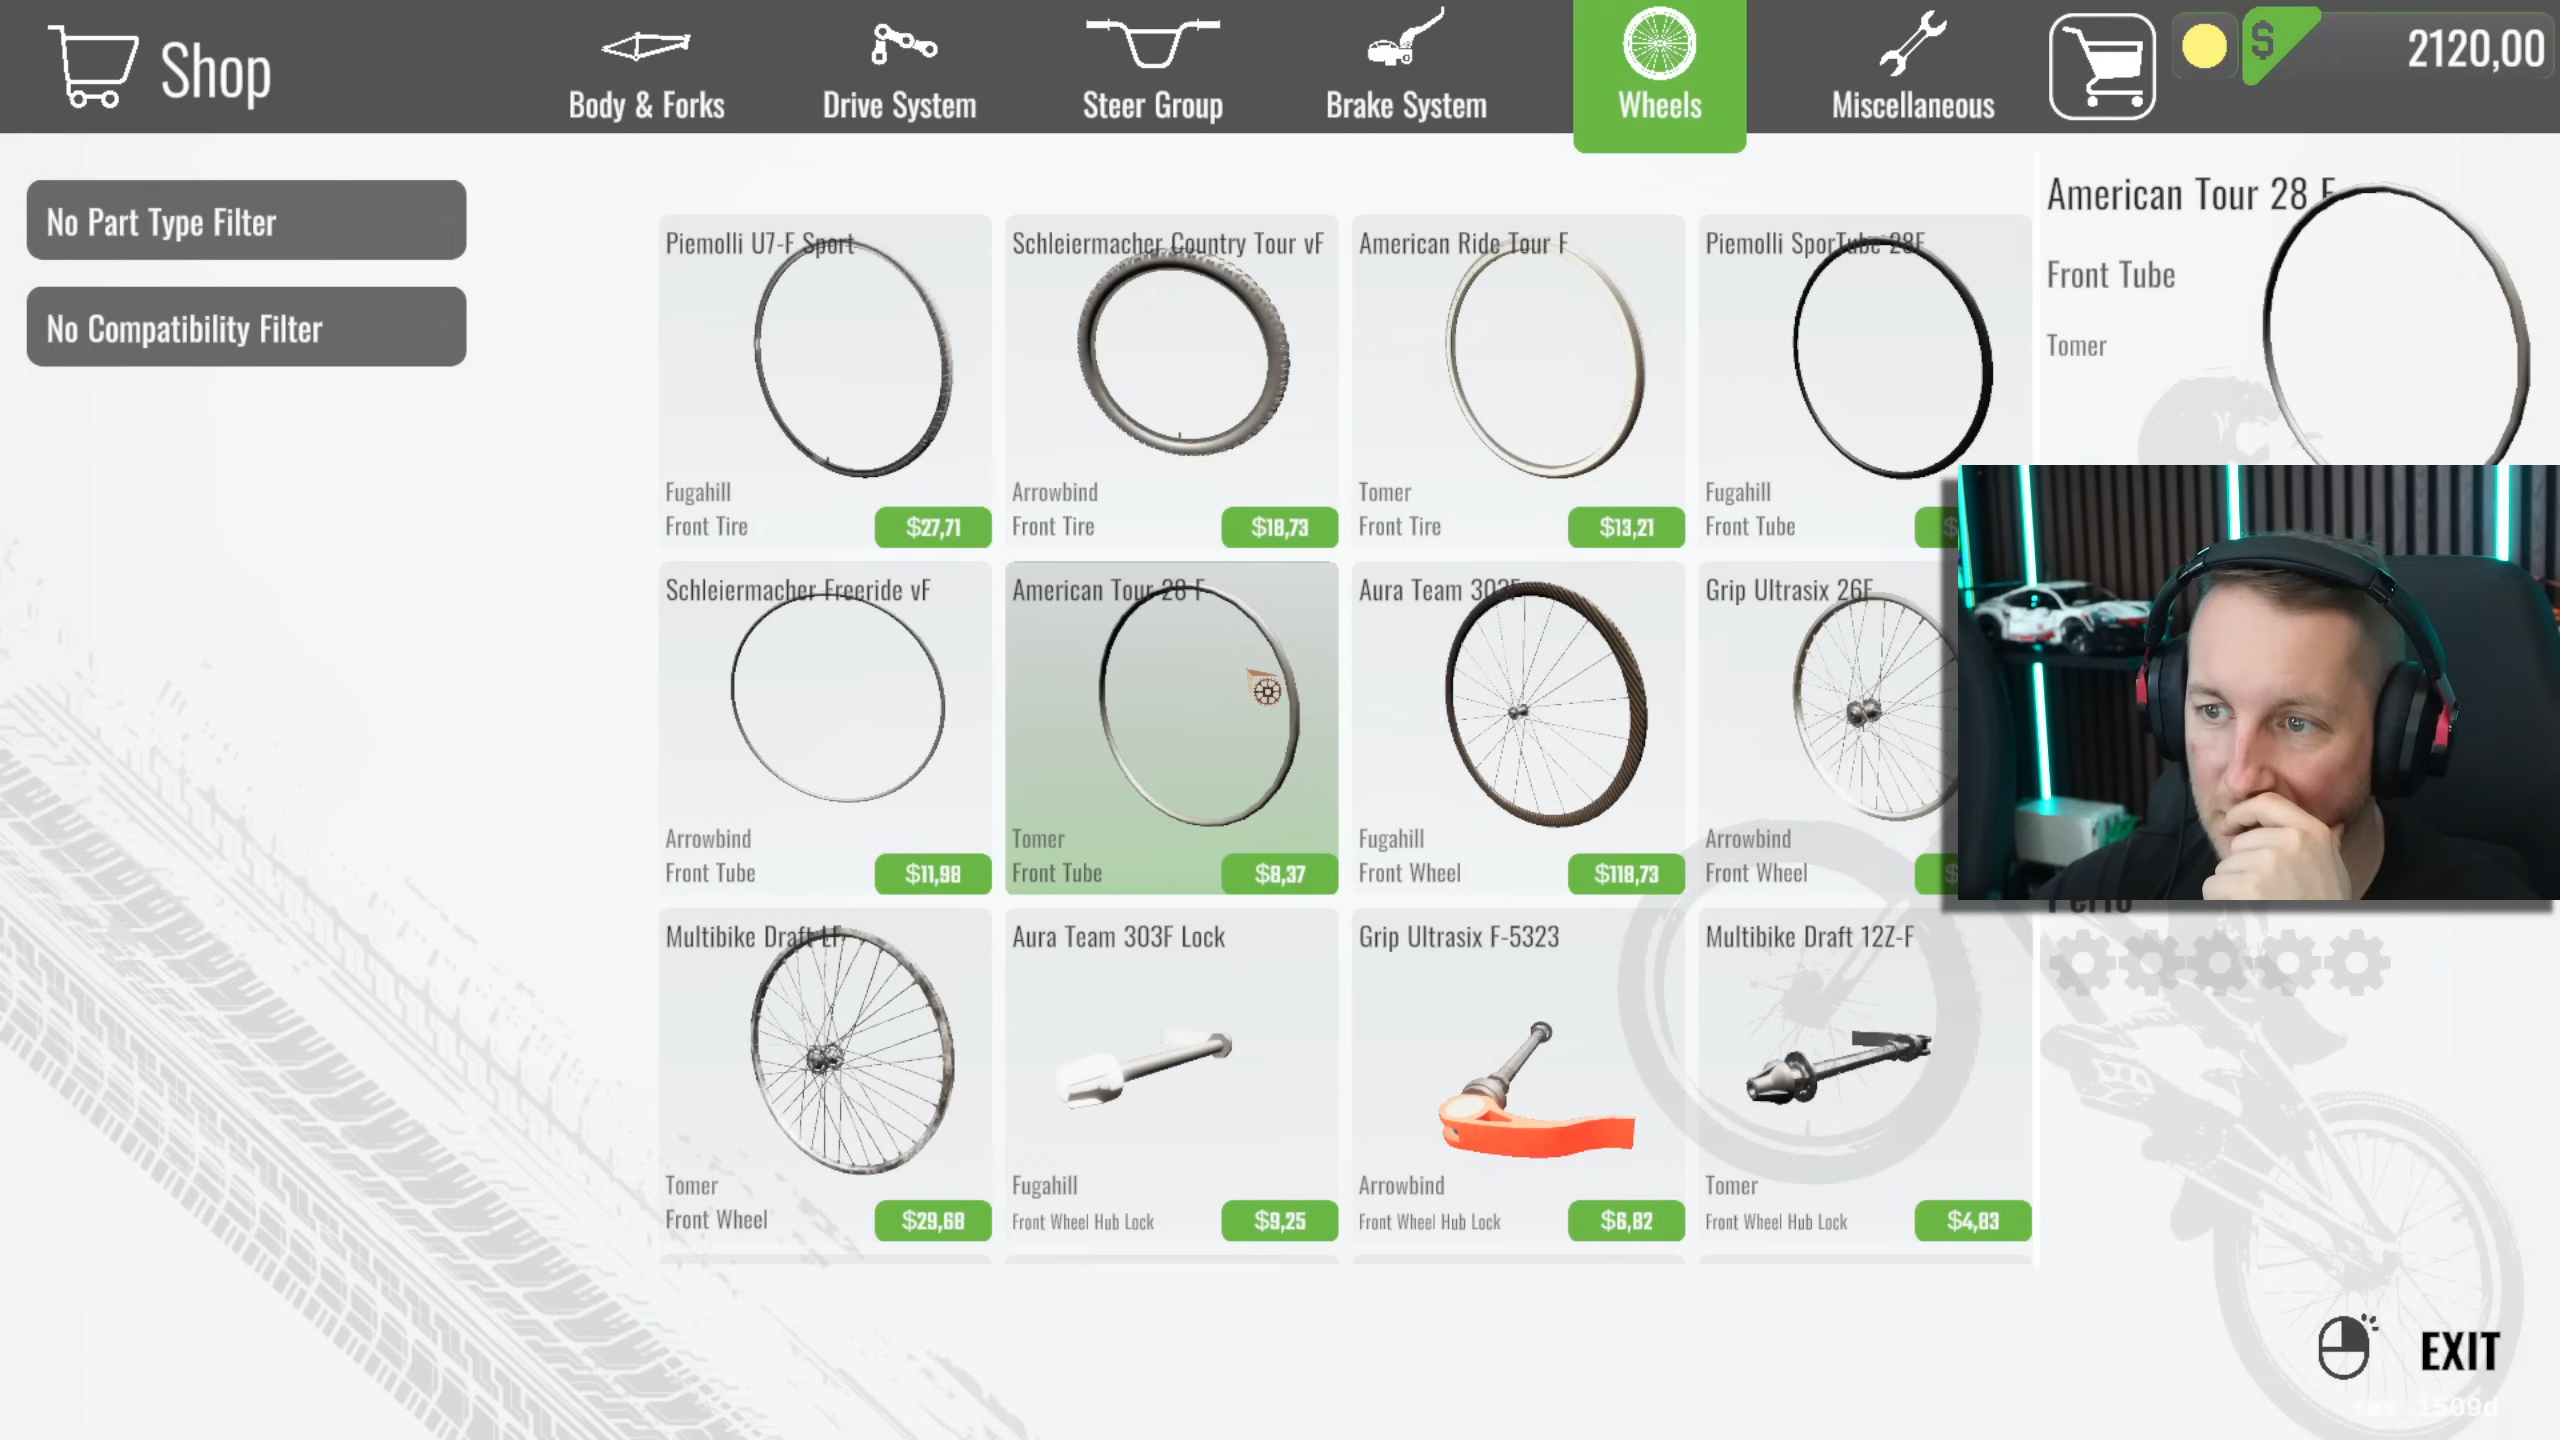 Shop
Body & Forks
Drive System
Steer Group
Brake System
Wheels
Miscellaneous
$
2120,00
No Part Type Filter
No Compatibility Filter
Piemolli U7-F Sport
Fugahill
Front Tire
$27,71
Schleiermacher Country Tour vF
Arrowbind
Front Tire
$18,73
American Ride Tour F
Tomer
Front Tire
$13,21
Piemolli SporTube 28F
Fugahill
Front Tube
$
Schleiermacher Freeride vF
Arrowbind
Front Tube
$11,98
American Tour 28 F
Tomer
Front Tube
$8,37
Aura Team 303F
Fugahill
Front Wheel
$118,73
Grip Ultrasix 26F
Arrowbind
Front Wheel
$
Multibike Draft LF
Tomer
Front Wheel
$29,68
Aura Team 303F Lock
Fugahill
Front Wheel Hub Lock
$9,25
Grip Ultrasix F-5323
Arrowbind
Front Wheel Hub Lock
$6,82
Multibike Draft 12Z-F
Tomer
Front Wheel Hub Lock
$4,83
American Tour 28 F
Front Tube
Tomer
EXIT
rev 1509d